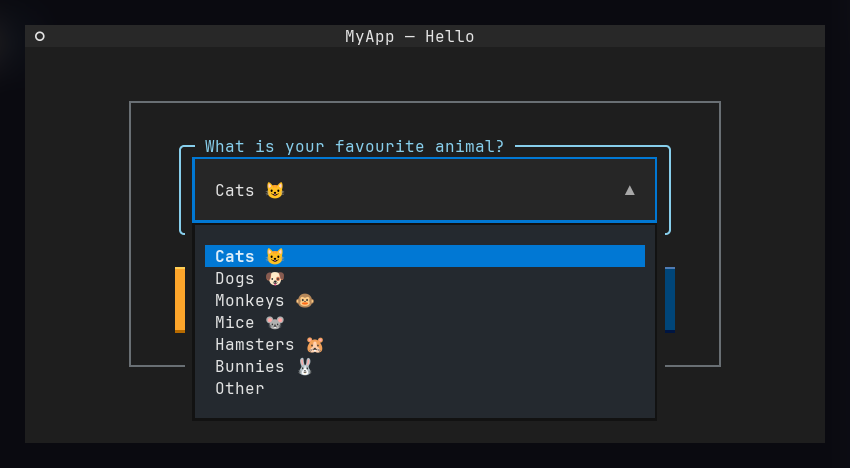 MyApp — Hello
What is your favourite animal?
Cats 😺
Cats 😺
Dogs 🐶
Monkeys 🐵
Mice 🐭
Hamsters 🐹
Bunnies 🐰
Other